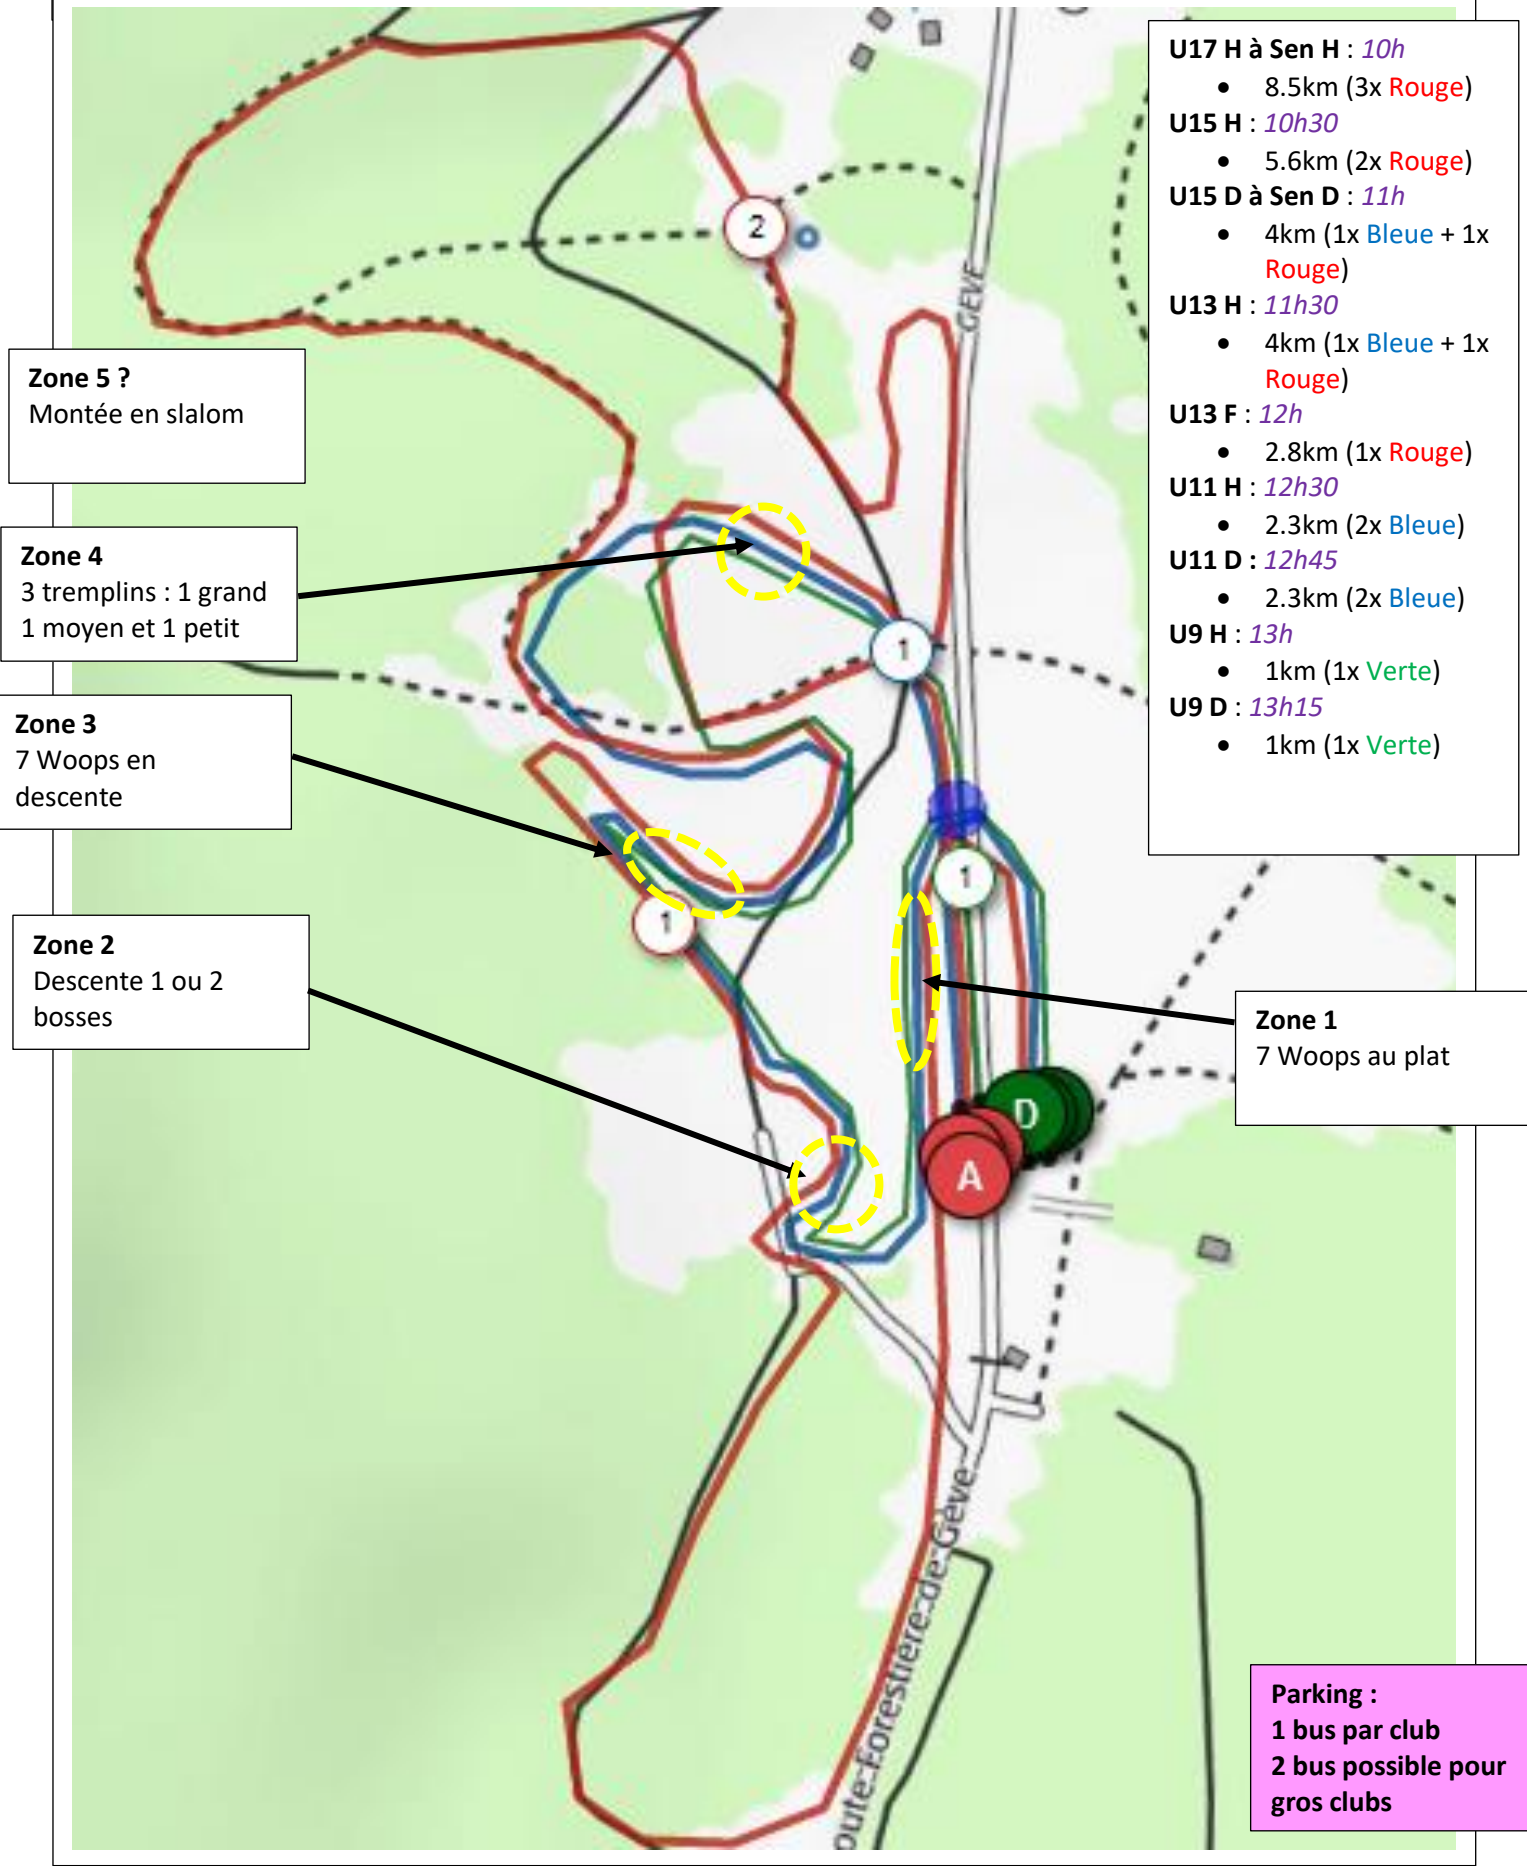 U17 H à Sen H : 10h
• 8.5km (3x Rouge)
U15 H : 10h30
• 5.6km (2x Rouge)
U15 D à Sen D : 11h
• 4km (1x Bleue + 1x
Rouge)
U13 H : 11h30
• 4km (1x Bleue + 1x
Rouge)
U13 F : 12h
• 2.8km (1x Rouge)
U11 H : 12h30
• 2.3km (2x Bleue)
U11 D : 12h45
• 2.3km (2x Bleue)
U9 H : 13h
• 1km (1x Verte)
U9 D : 13h15
• 1km (1x Verte)
2
GEVE
Zone 5 ?
Montée en slalom
Zone 4
3 tremplins : 1 grand
1 moyen et 1 petit
1
Zone 3
7 Woops en
descente
1
1
Zone 2
Descente 1 ou 2
bosses
Zone 1
7 Woops au plat
D
A
oute Forestière de Gève
Parking :
1 bus par club
2 bus possible pour
gros clubs